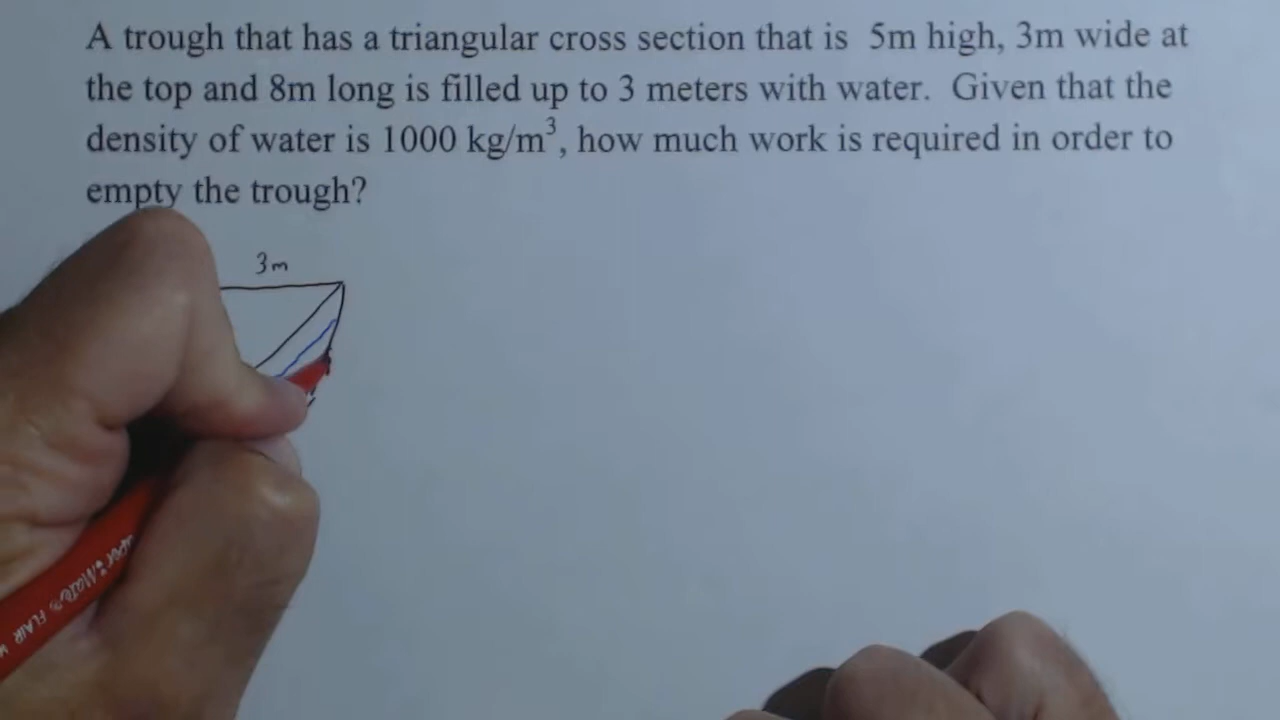 A trough that has a triangular cross section that is 5m high, 3m wide at
the top and 8m long is filled up to 3 meters with water. Given that the
density of water is 1000 kg/m³, how much work is required in order to
empty the trough?
3m
FLAIR